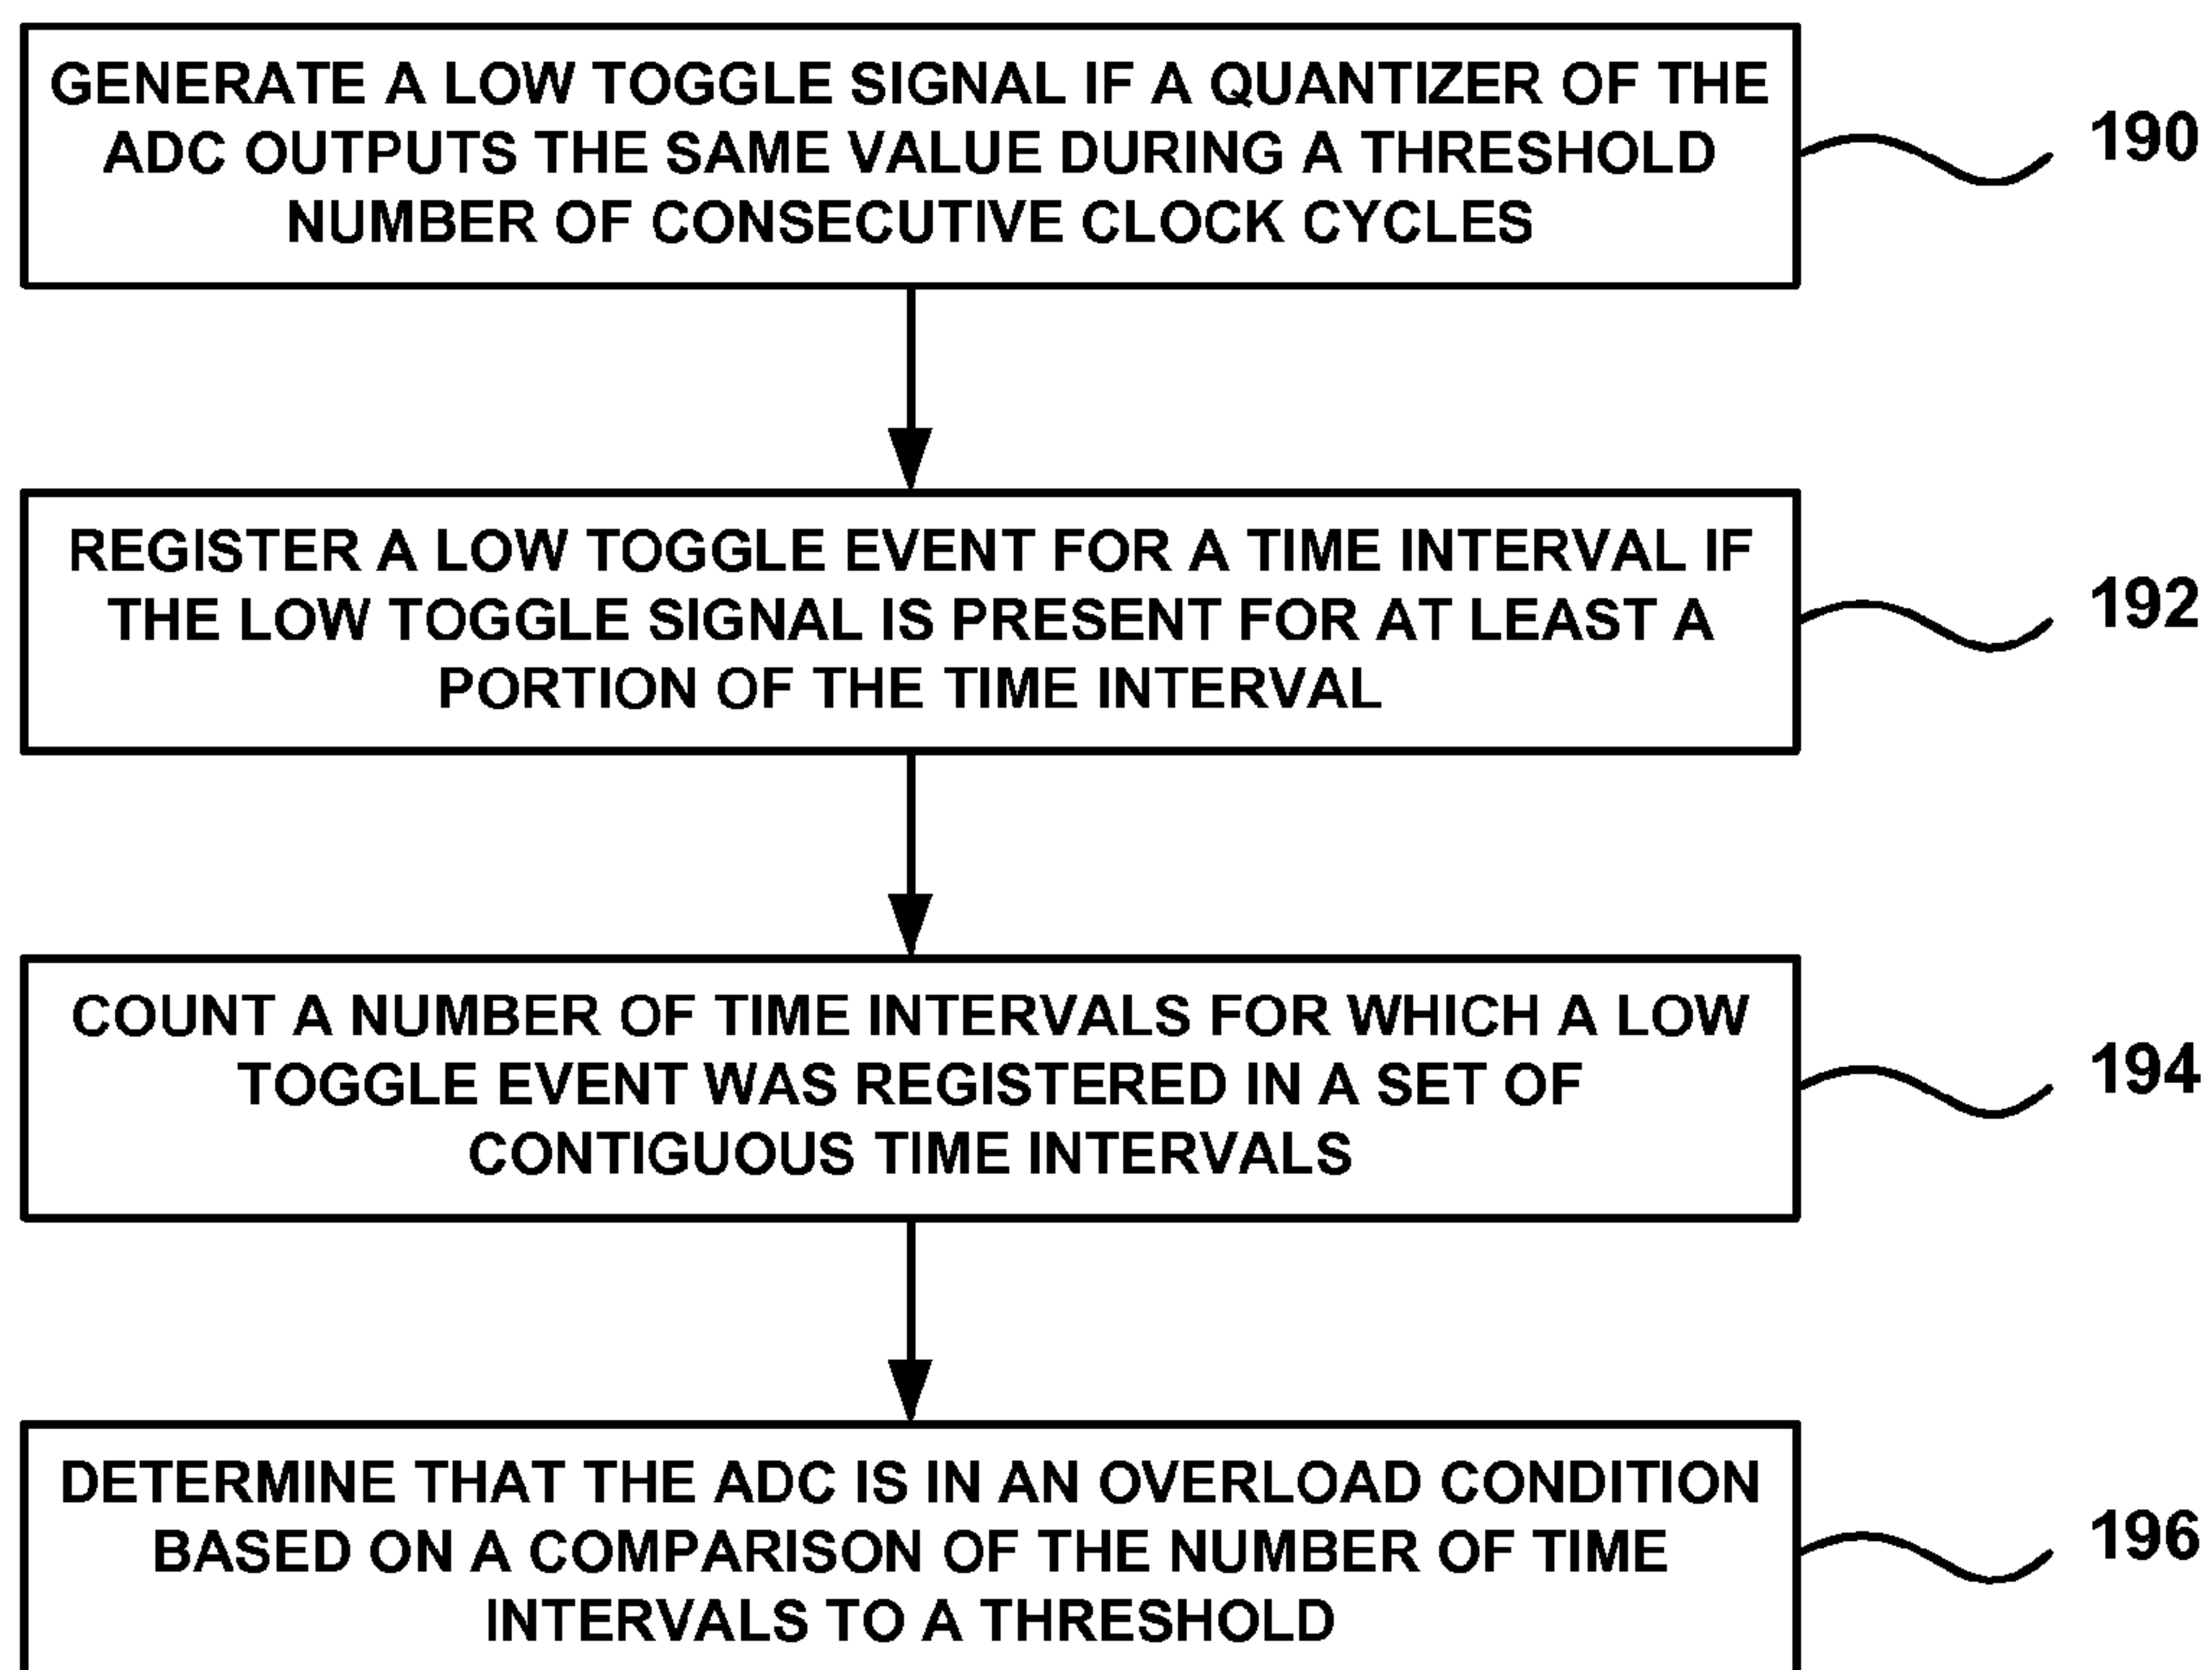 GENERATE A LOW TOGGLE SIGNAL IF A QUANTIZER OF THE
ADC OUTPUTS THE SAME VALUE DURING A THRESHOLD
NUMBER OF CONSECUTIVE CLOCK CYCLES
190
REGISTER A LOW TOGGLE EVENT FOR A TIME INTERVAL IF
THE LOW TOGGLE SIGNAL IS PRESENT FOR AT LEAST A
PORTION OF THE TIME INTERVAL
192
COUNT A NUMBER OF TIME INTERVALS FOR WHICH A LOW
TOGGLE EVENT WAS REGISTERED IN A SET OF
CONTIGUOUS TIME INTERVALS
194
DETERMINE THAT THE ADC IS IN AN OVERLOAD CONDITION
BASED ON A COMPARISON OF THE NUMBER OF TIME
INTERVALS TO A THRESHOLD
196